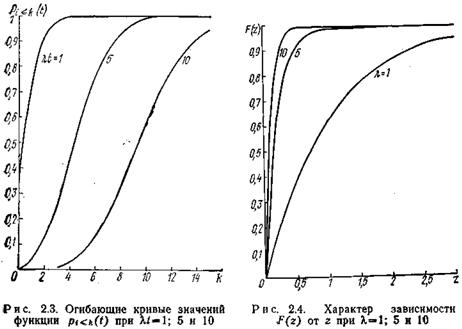 Pi<k(t)
1
0,9
0,8
0,7
0,6
0,5
0,4
0,3
0,2
0,1
0 2 4 6 8 10 12 14 k
λt=1
5
10
F(z)
1
0,9
0,8
0,7
0,6
0,5
0,4
0,3
0,2
0,1
0 0,5 1 1,5 2 2,5 z
10
5
λ=1
Рис. 2.3. Огибающие кривые значений
функции pi<k(t) при λt=1; 5 и 10
Рис. 2.4. Характер зависимости
F(z) от z при λ=1; 5 и 10